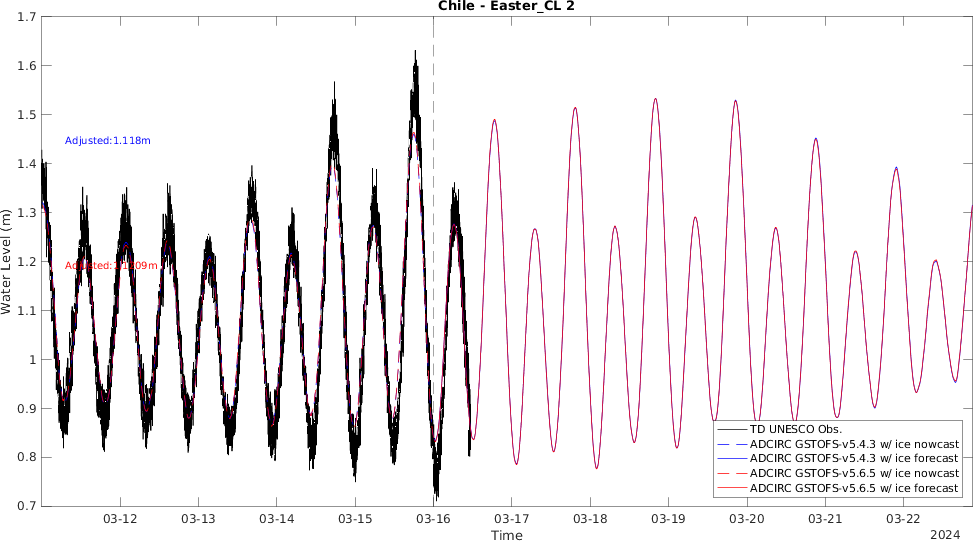 Chile - Easter_CL 2
1.7
1.6
1.5
1.4
1.3
1.2
1.1
1
0.9
0.8
0.7
Water Level (m)
Adjusted:1.118m
TD UNESCO Obs.
ADCIRC GSTOFS-v5.4.3 w/ ice nowcast
ADCIRC GSTOFS-v5.4.3 w/ ice forecast
ADCIRC GSTOFS-v5.6.5 w/ ice nowcast
ADCIRC GSTOFS-v5.6.5 w/ ice forecast
03-12 03-13 03-14 03-15 03-16 03-17 03-18 03-19 03-20 03-21 03-22
Time
2024